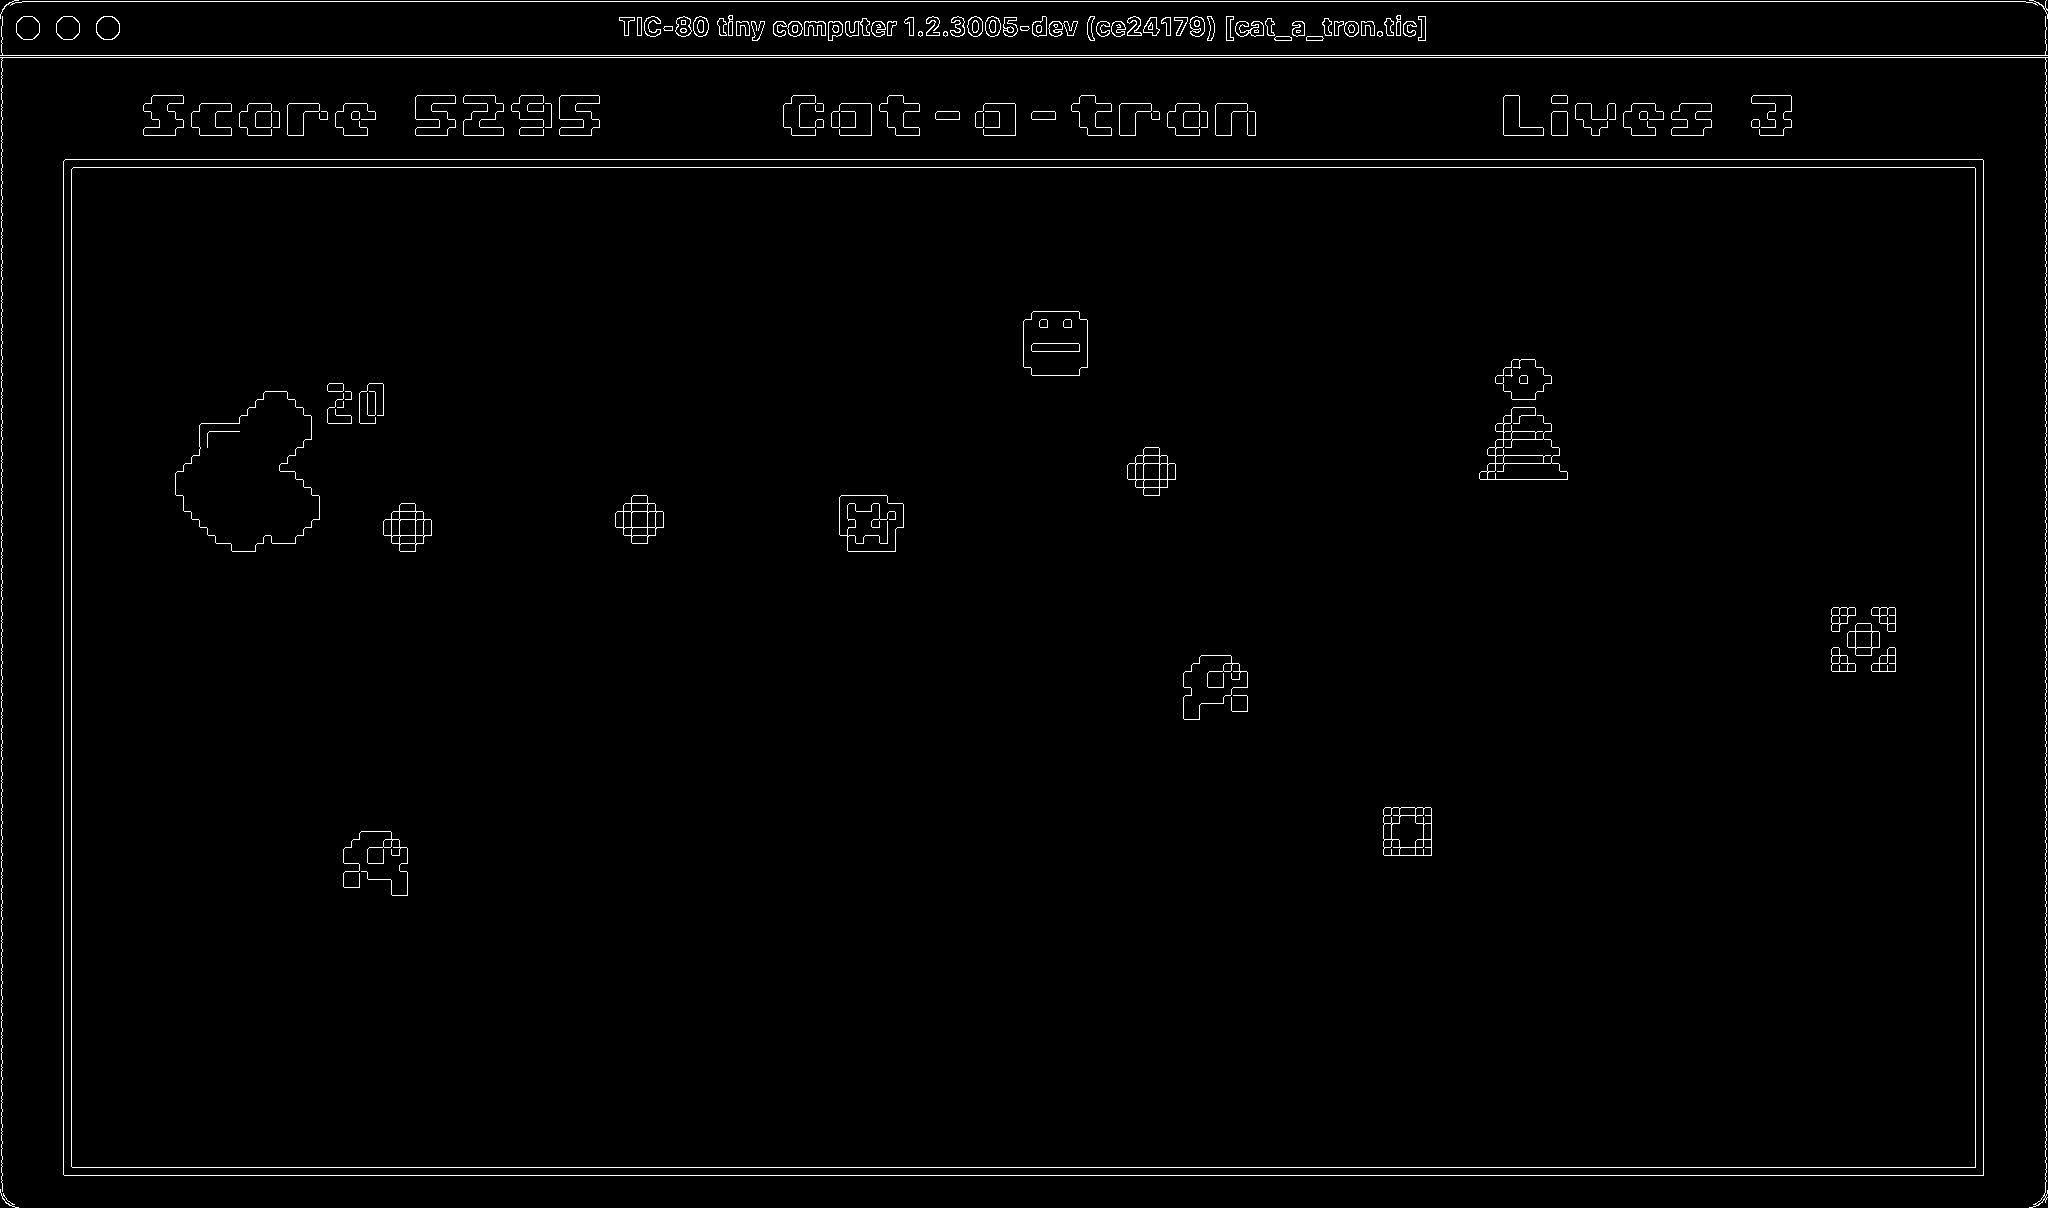 TIC-80 tiny computer 1.2.3005-dev (ce24179) [cat_a_tron.tic]
Score 5295 Cat-a-tron Lives 3
20